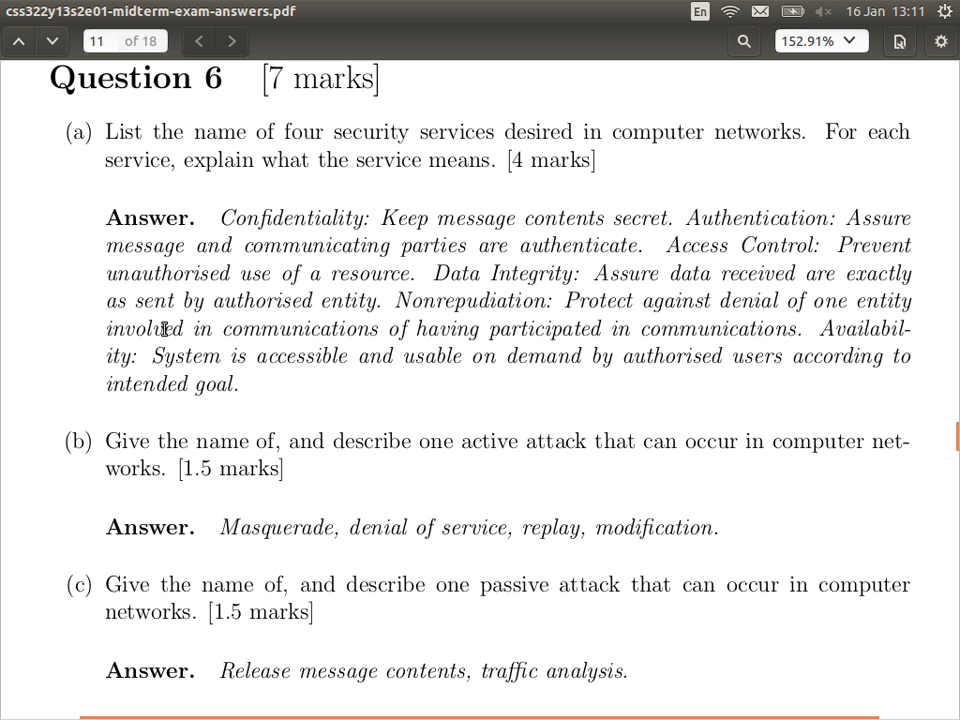 css322y13s2e01-midterm-exam-answers.pdf
En
16 Jan 13:11
11 of 18
152.91%
Question 6 [7 marks]
(a) List the name of four security services desired in computer networks. For each
service, explain what the service means. [4 marks]
Answer. Confidentiality: Keep message contents secret. Authentication: Assure
message and communicating parties are authenticate. Access Control: Prevent
unauthorised use of a resource. Data Integrity: Assure data received are exactly
as sent by authorised entity. Nonrepudiation: Protect against denial of one entity
involved in communications of having participated in communications. Availabil-
ity: System is accessible and usable on demand by authorised users according to
intended goal.
(b) Give the name of, and describe one active attack that can occur in computer net-
works. [1.5 marks]
Answer. Masquerade, denial of service, replay, modification.
(c) Give the name of, and describe one passive attack that can occur in computer
networks. [1.5 marks]
Answer. Release message contents, traffic analysis.